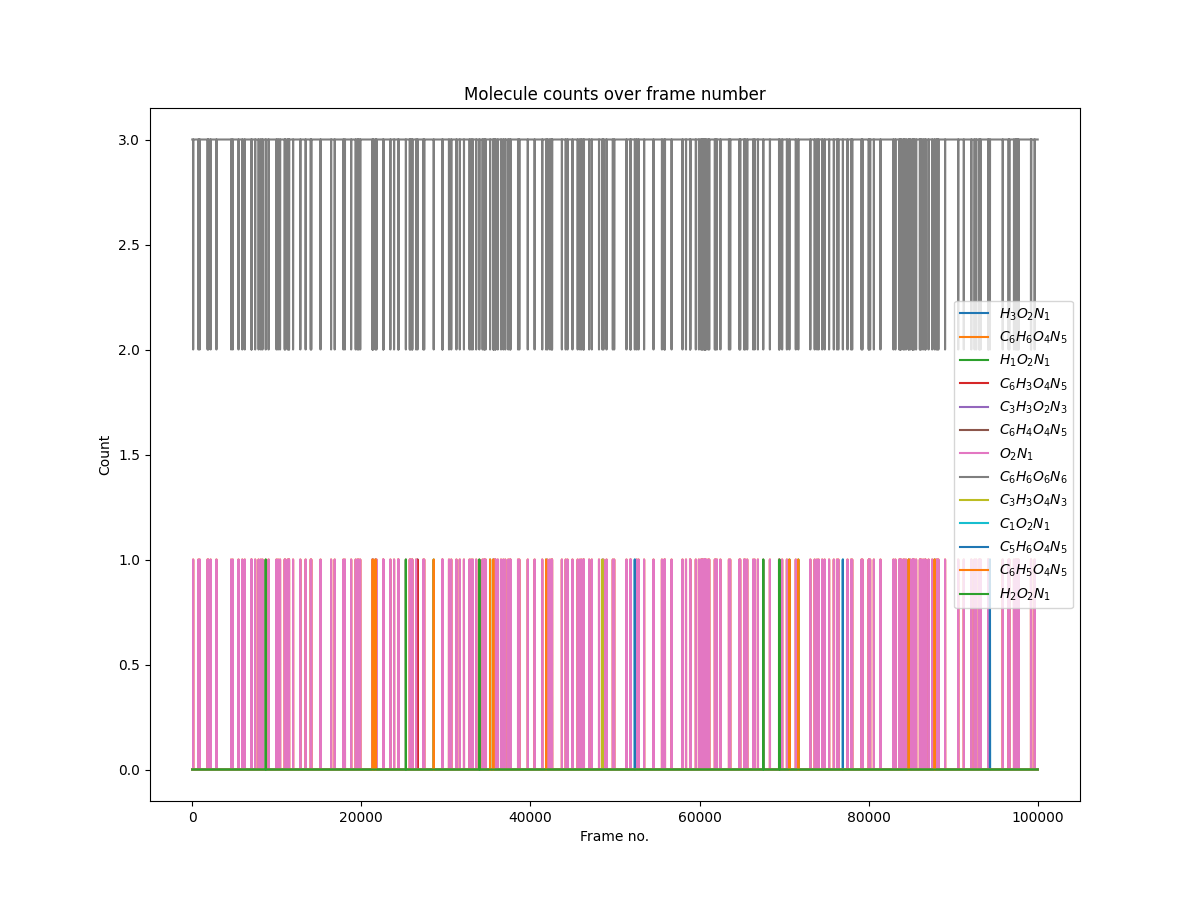 Molecule counts over frame number
3.0
2.5
2.0
1.5
1.0
0.5
0.0
Count
H₃O₂N₁
C₆H₆O₄N₅
H₁O₂N₁
C₆H₃O₄N₅
C₃H₃O₂N₃
C₆H₄O₄N₅
O₂N₁
C₆H₆O₆N₆
C₃H₃O₄N₃
C₁O₂N₁
C₅H₆O₄N₅
C₆H₅O₄N₅
H₂O₂N₁
0 20000 40000 60000 80000 100000
Frame no.